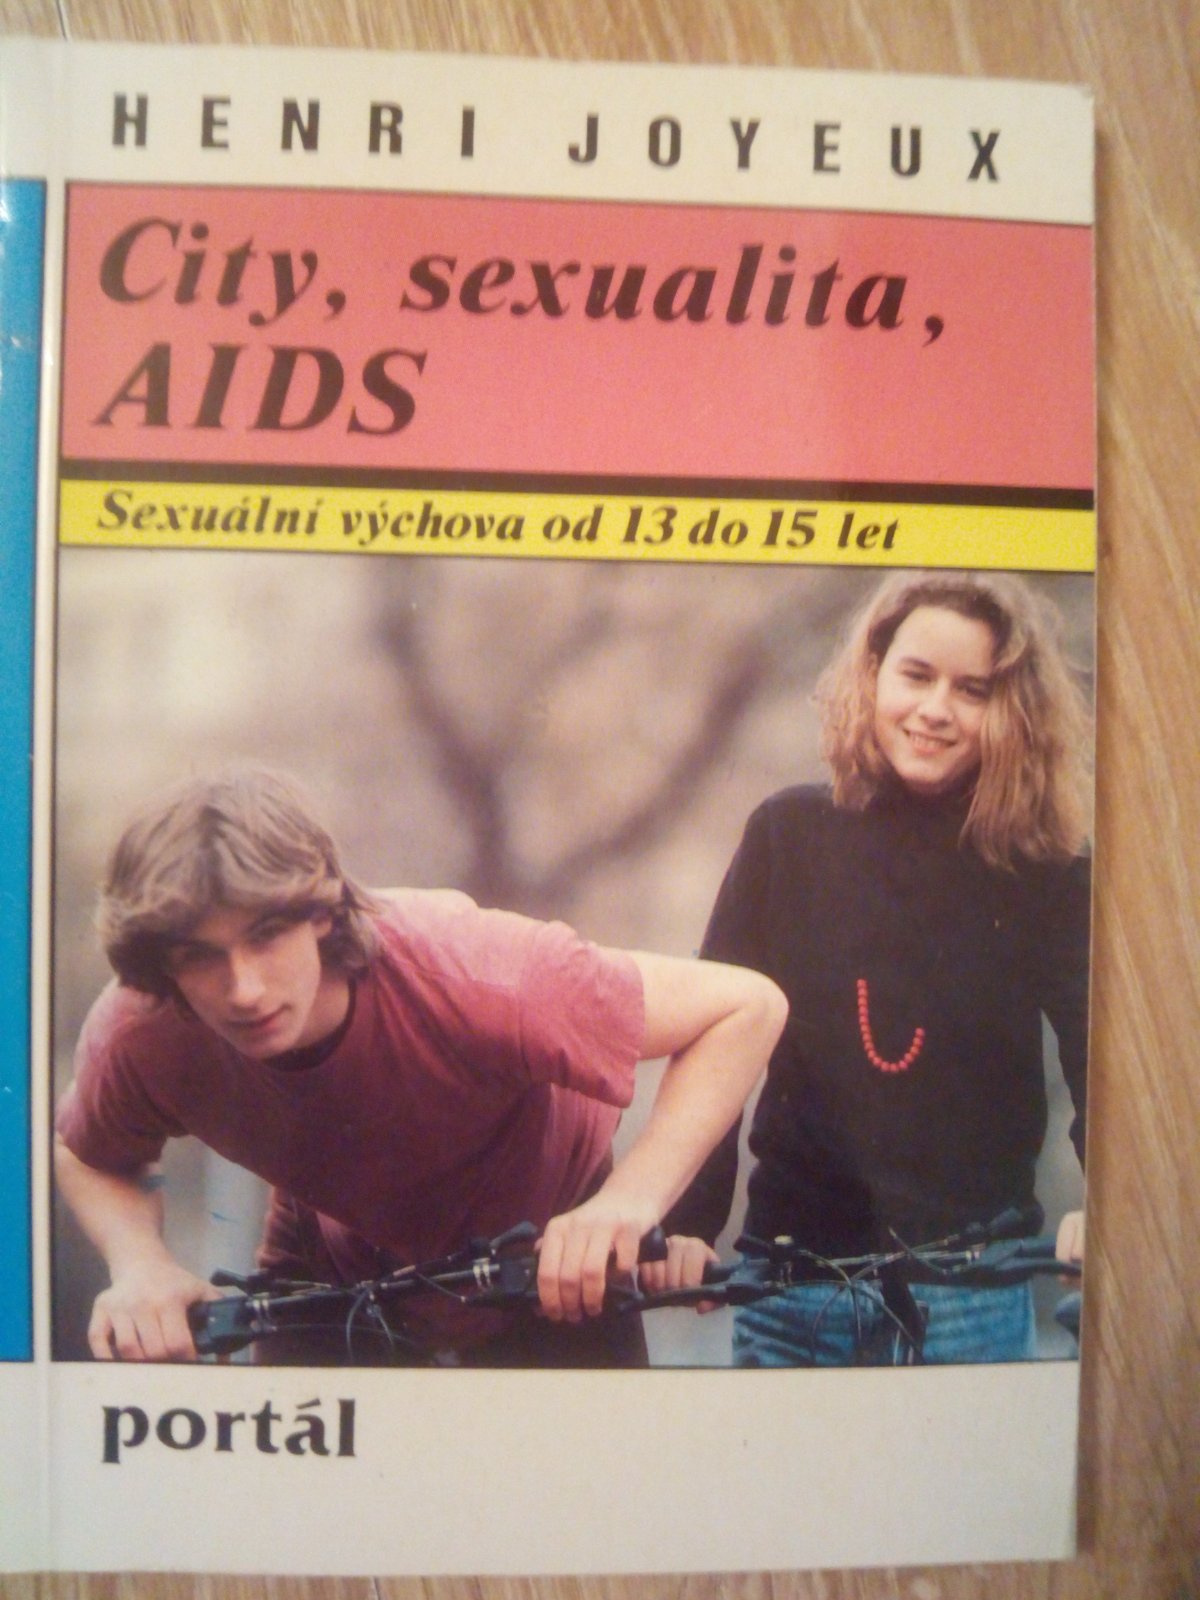 HENRI JOYEUX
City, sexualita,
AIDS
Sexuální výchova od 13 do 15 let
portál